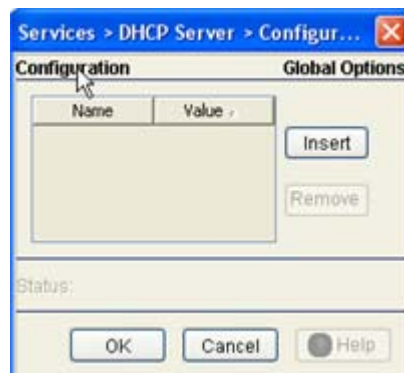 Services > DHCP Server > Configur...
Configuration Global Options
Name Value
Insert
Remove
Status:
OK Cancel Help